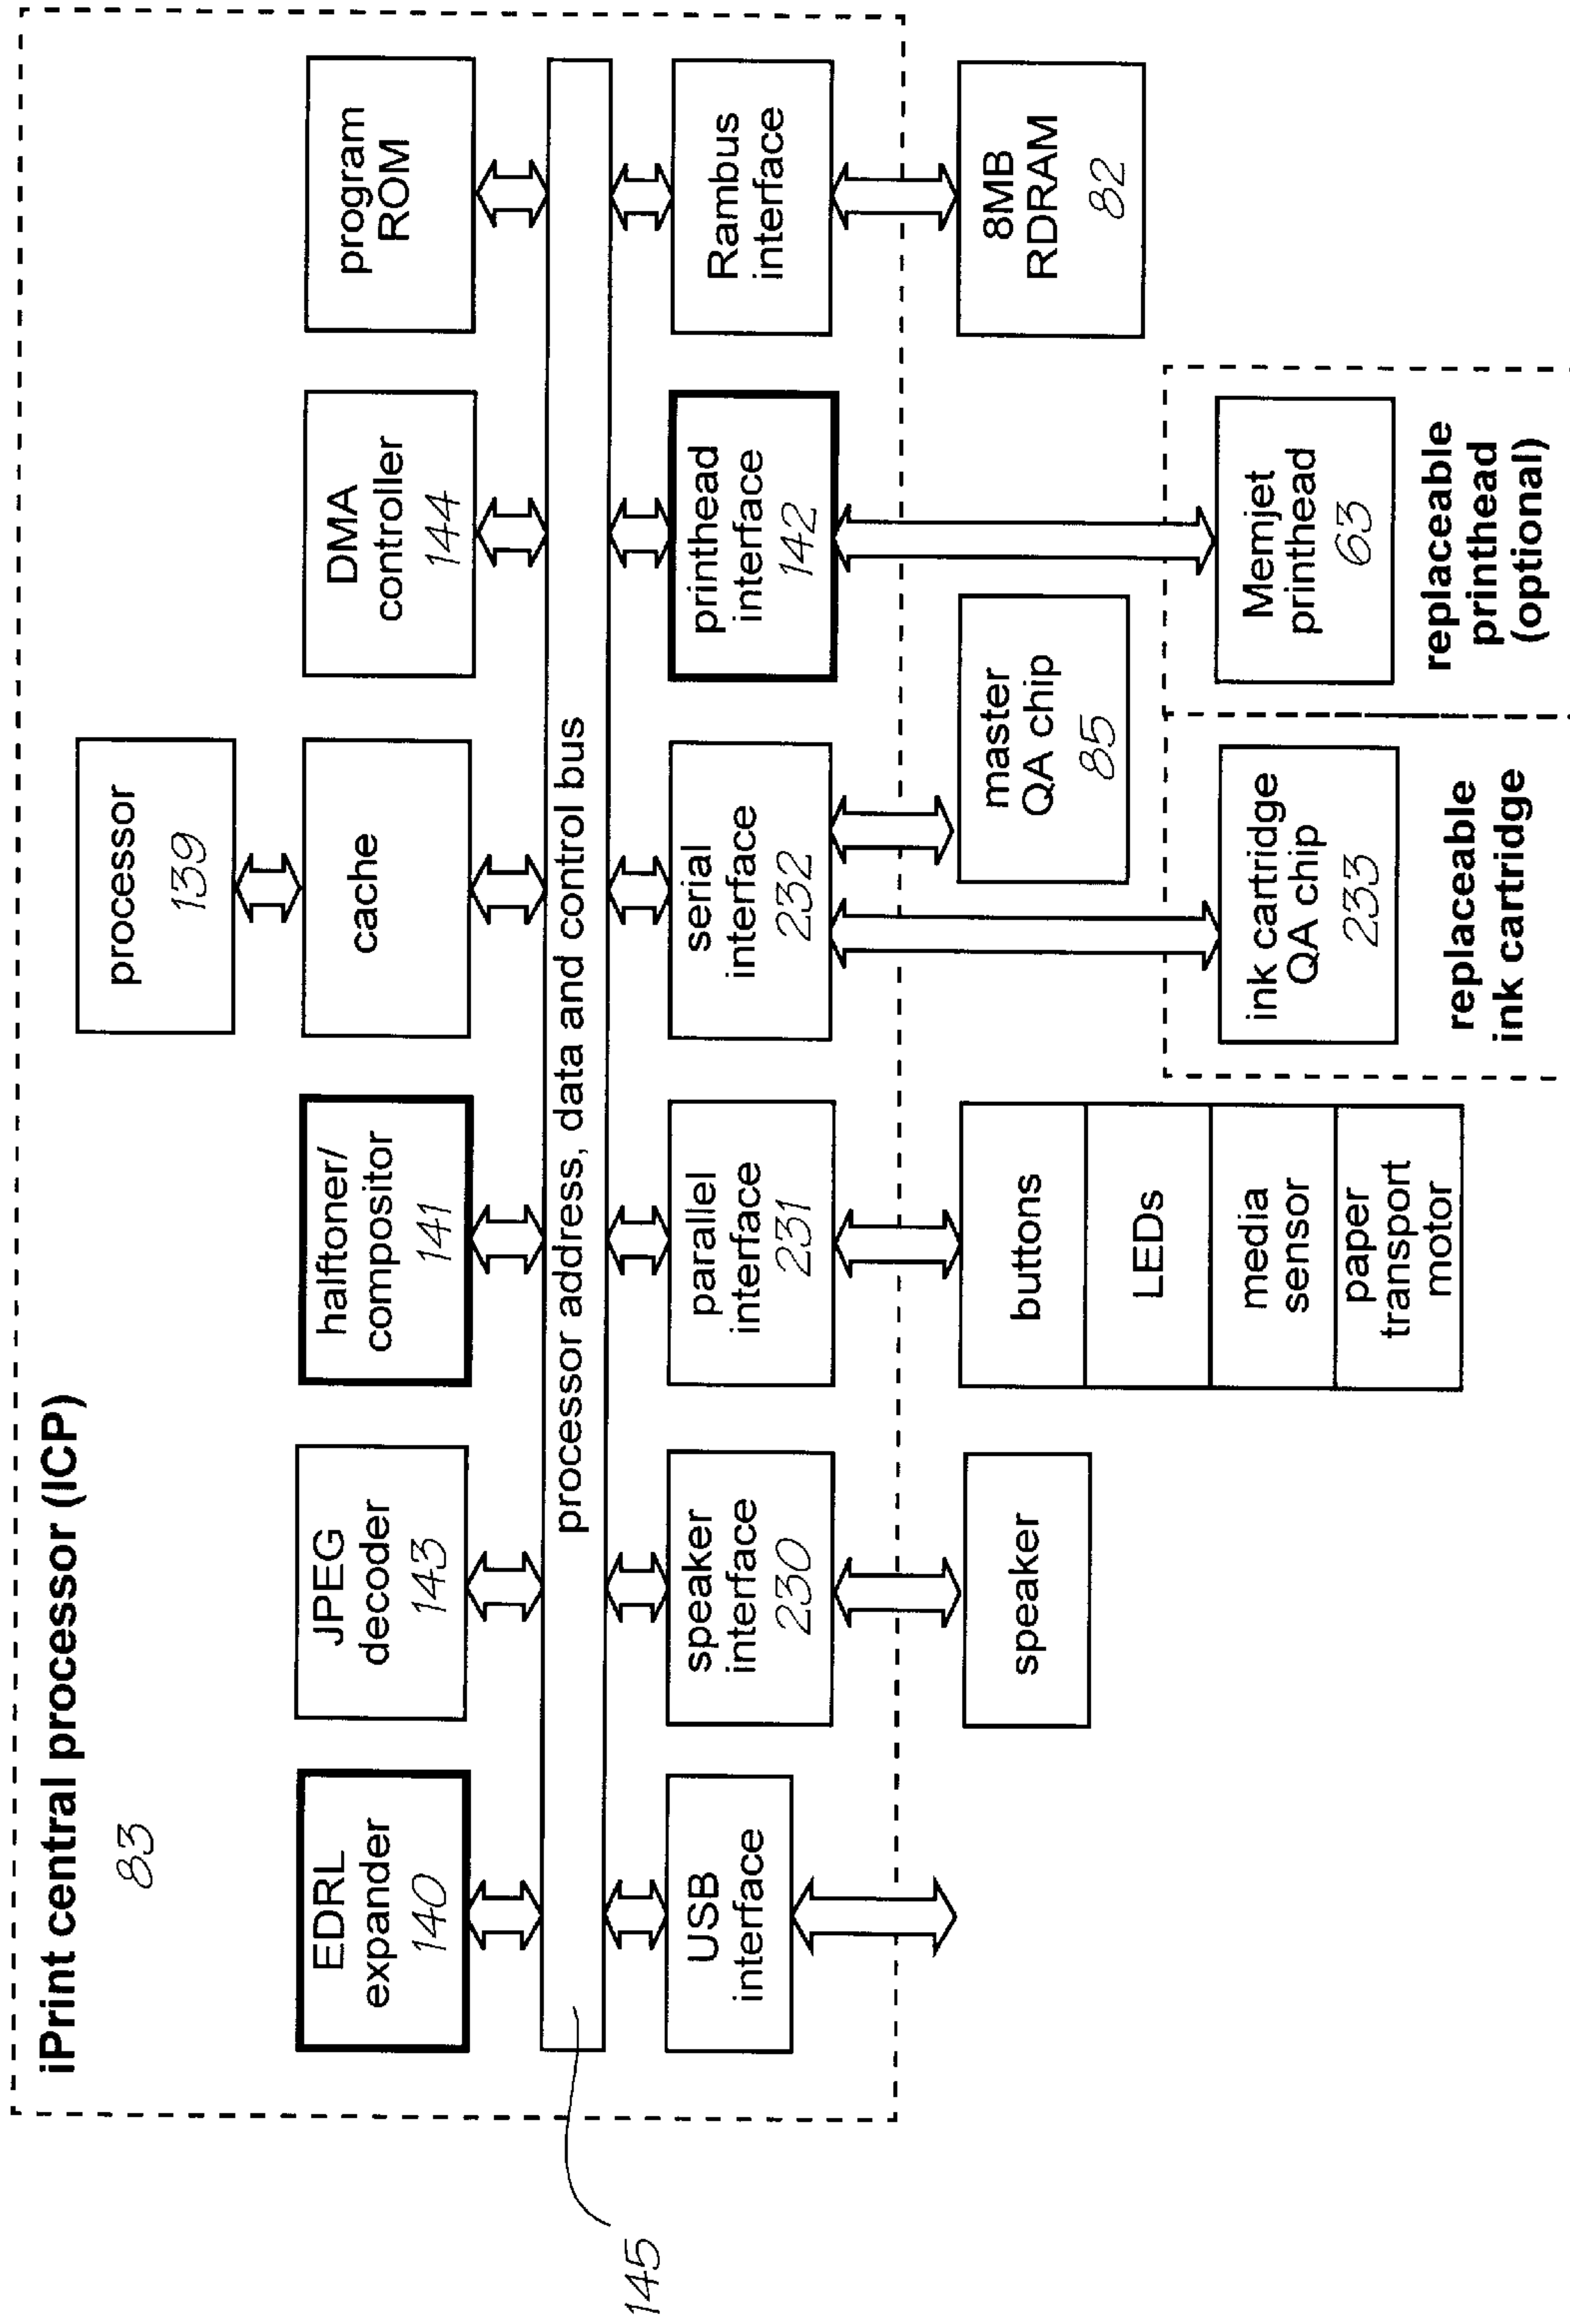 iPrint central processor (ICP)
83
processor
139
EDRL
expander
140
JPEG
decoder
143
halftoner/
compositor
141
cache
DMA
controller
144
program
ROM
processor address, data and control bus
145
USB
interface
speaker
interface
230
parallel
interface
231
serial
interface
232
printhead
interface
142
Rambus
interface
speaker
buttons
LEDs
media
sensor
paper
transport
motor
master
QA chip
85
8MB
RDRAM
82
ink cartridge
QA chip
233
Memjet
printhead
63
replaceable
ink cartridge
replaceable
printhead
(optional)